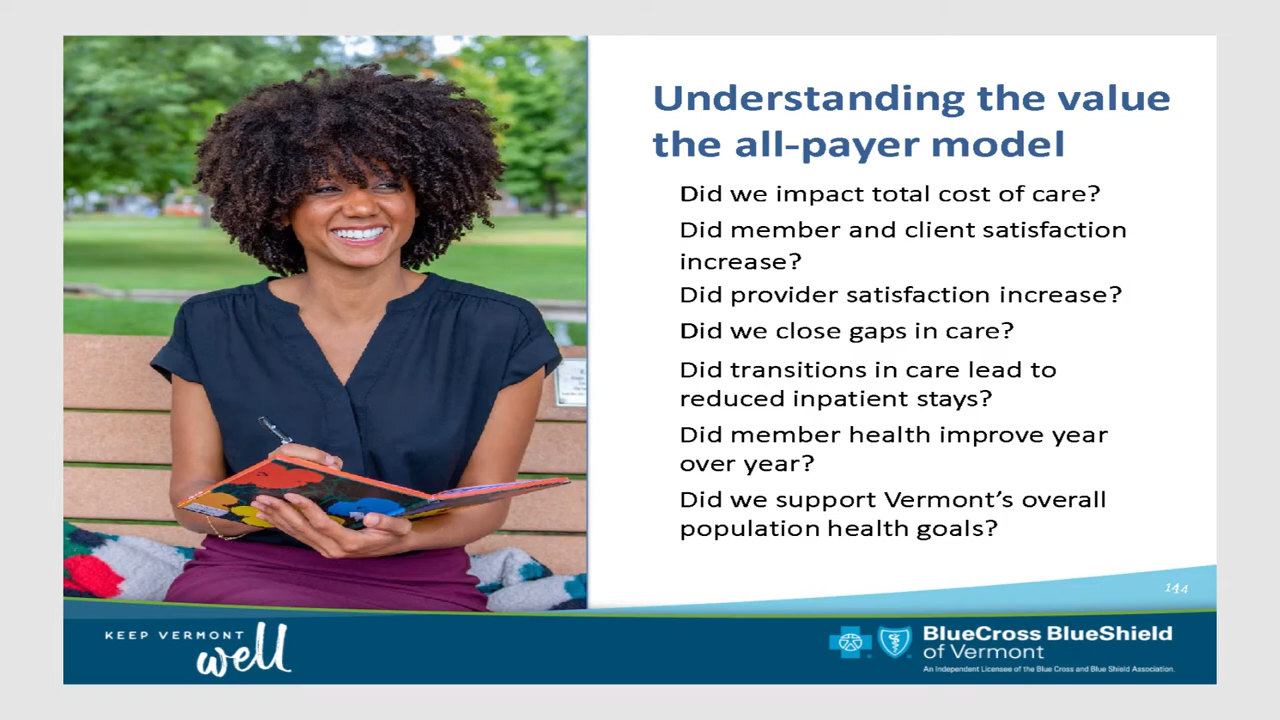 Understanding the value
the all-payer model
Did we impact total cost of care?
Did member and client satisfaction
increase?
Did provider satisfaction increase?
Did we close gaps in care?
Did transitions in care lead to
reduced inpatient stays?
Did member health improve year
over year?
Did we support Vermont’s overall
population health goals?
144
KEEP VERMONT
well
BlueCross BlueShield
of Vermont
An Independent Licensee of the Blue Cross and Blue Shield Association.